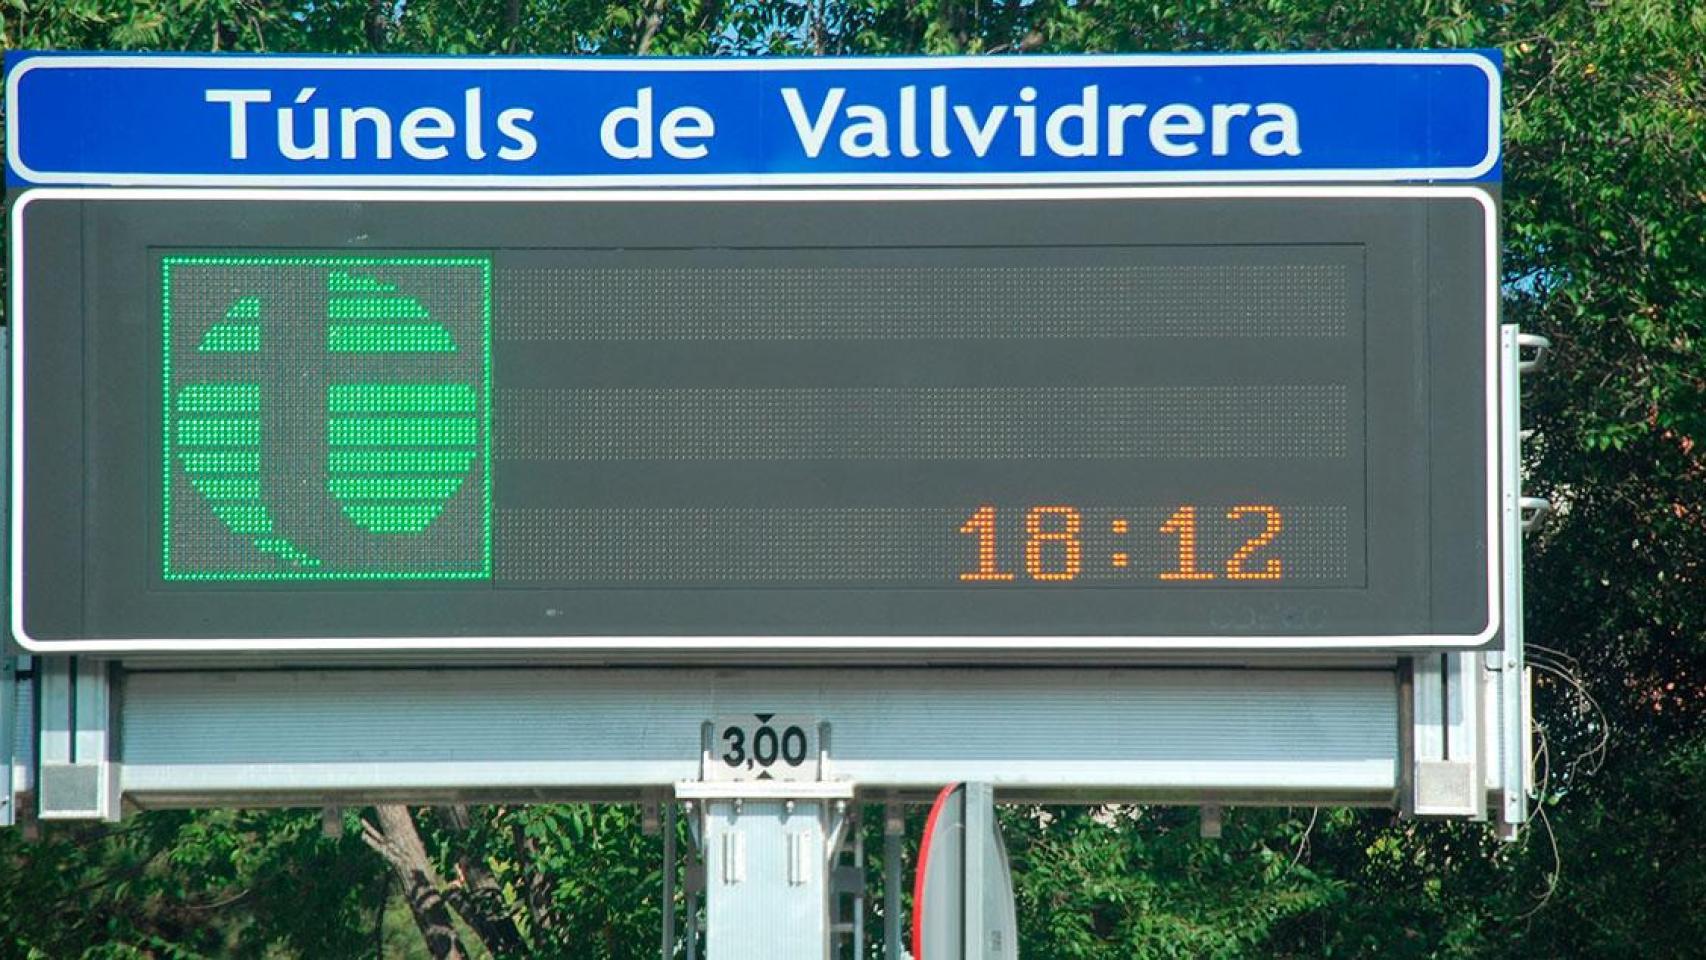 Túnels de Vallvidrera
18:12
3,00